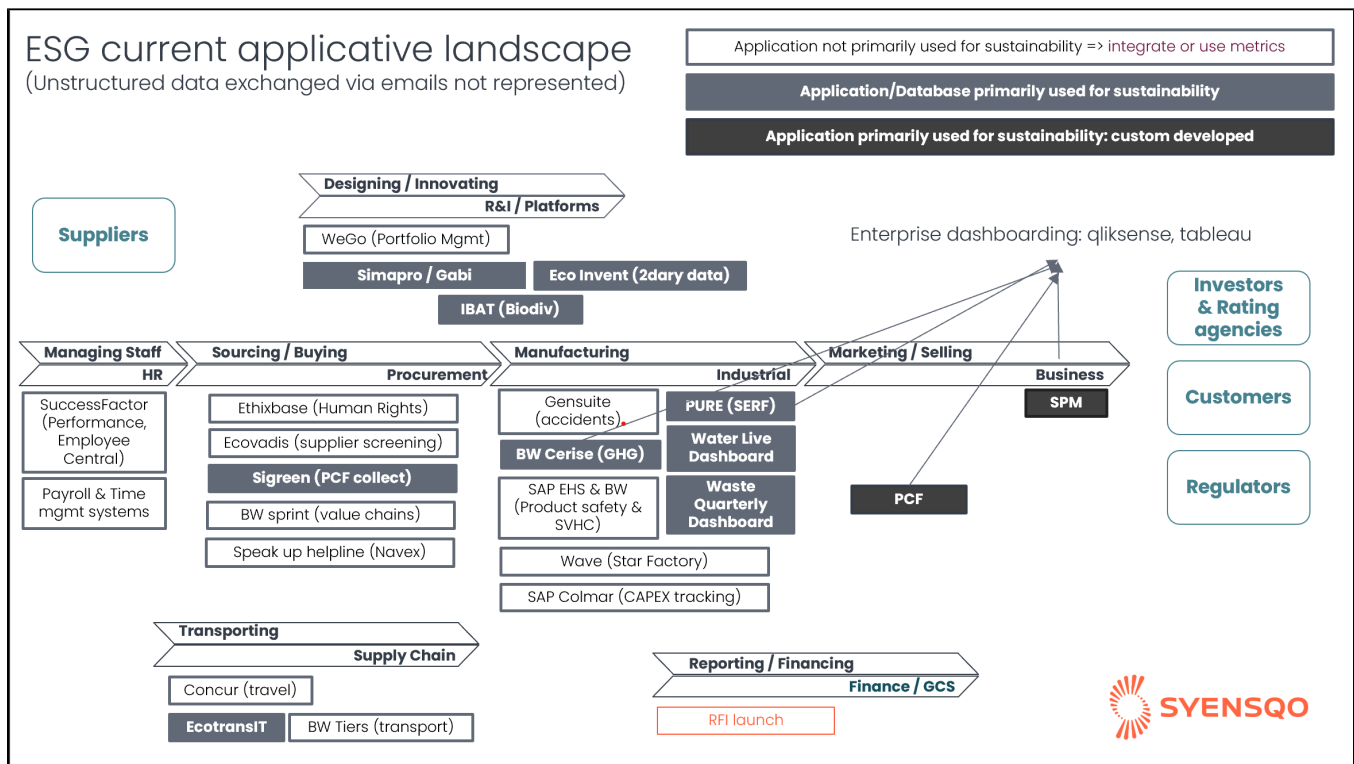 ESG current applicative landscape
(Unstructured data exchanged via emails not represented)
Application not primarily used for sustainability => integrate or use metrics
Application/Database primarily used for sustainability
Application primarily used for sustainability: custom developed
Suppliers
Designing / Innovating
R&I / Platforms
WeGo (Portfolio Mgmt)
Simapro / Gabi
Eco Invent (2dary data)
IBAT (Biodiv)
Enterprise dashboarding: qliksense, tableau
Investors
& Rating
agencies
Customers
Regulators
Managing Staff
HR
SuccessFactor
(Performance,
Employee
Central)
Payroll & Time
mgmt systems
Sourcing / Buying
Procurement
Ethixbase (Human Rights)
Ecovadis (supplier screening)
Sigreen (PCF collect)
BW sprint (value chains)
Speak up helpline (Navex)
Manufacturing
Industrial
Gensuite
(accidents)
BW Cerise (GHG)
SAP EHS & BW
(Product safety &
SVHC)
PURE (SERF)
Water Live
Dashboard
Waste
Quarterly
Dashboard
Wave (Star Factory)
SAP Colmar (CAPEX tracking)
Marketing / Selling
Business
SPM
PCF
Transporting
Supply Chain
Concur (travel)
EcotransIT
BW Tiers (transport)
Reporting / Financing
Finance / GCS
RFI launch
SYENSQO